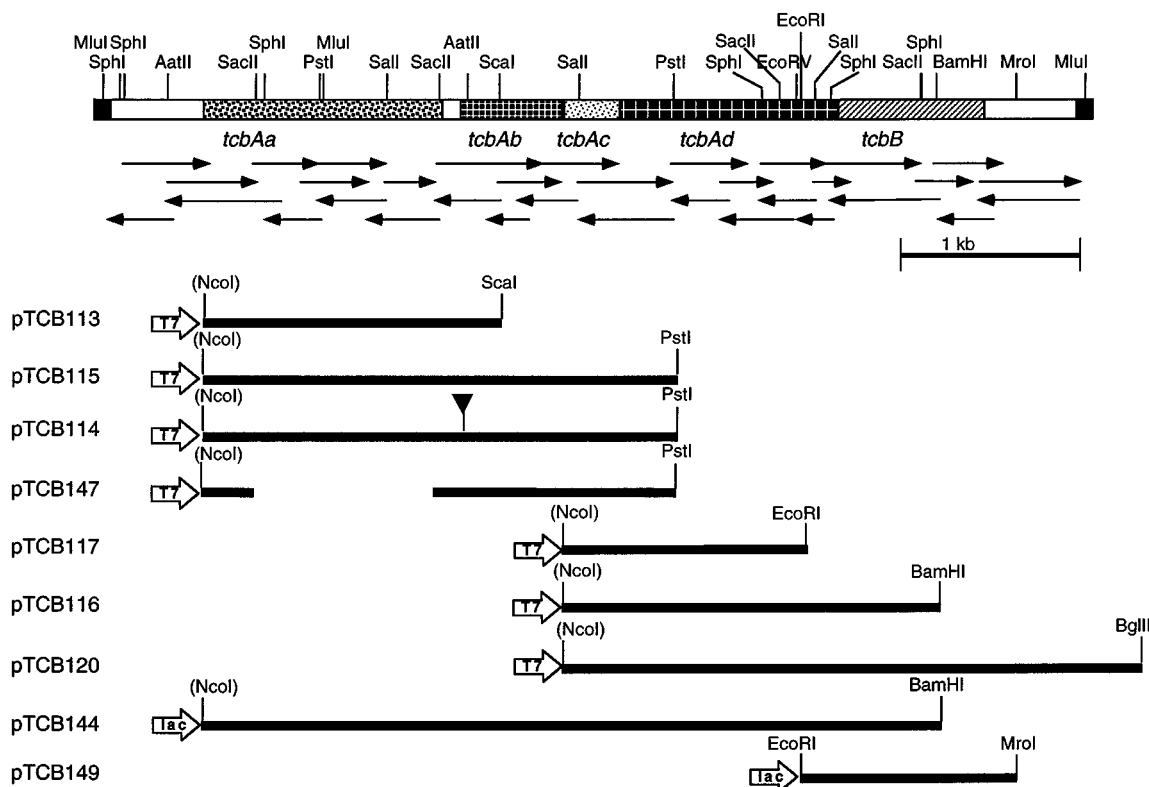 EcoRI
MluI SphI SphI MluI AatII SacII SalI SphI
SphI AatII SacII PstI SalI SacII ScaI SalI PstI SphI EcoRV SphI SacII BamHI MroI MluI
tcbAa tcbAb tcbAc tcbAd tcbB
1 kb
(NcoI) ScaI
pTCB113 T7
(NcoI) PstI
pTCB115 T7
(NcoI) PstI
pTCB114 T7
(NcoI) PstI
pTCB147 T7
(NcoI) EcoRI
pTCB117 T7
(NcoI) BamHI
pTCB116 T7
(NcoI) BglII
pTCB120 T7
(NcoI) BamHI
pTCB144 lac
EcoRI MroI
pTCB149 lac